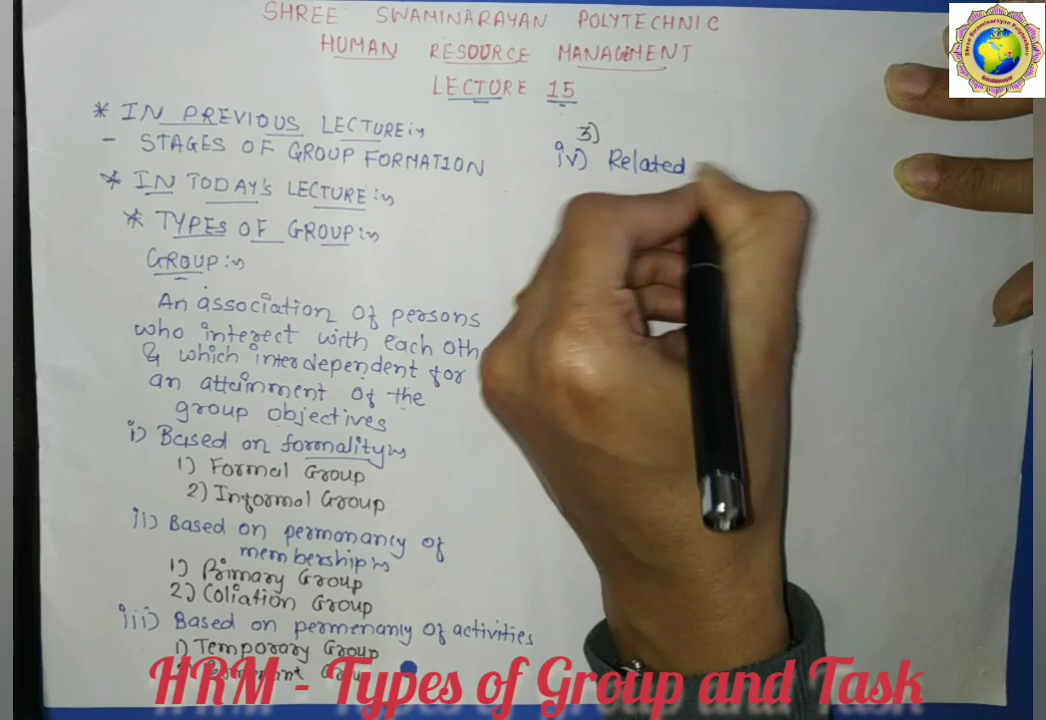 SHREE SWAMINARAYAN POLYTECHNIC
HUMAN RESOURCE MANAGEMENT
LECTURE 15
* IN PREVIOUS LECTURE :-
- STAGES OF GROUP FORMATION
* IN TODAY'S LECTURE :-
* TYPES OF GROUP :-
GROUP :-
An association of persons
who interect with each oth
& which interdependent for
an attainment of the
group objectives
i) Based on formality :-
1) Formal Group
2) Informal Group
ii) Based on permonancy of
membership :-
1) Primary Group
2) Coliation Group
iii) Based on permenancy of activities
1) Temporary Group
3)
iv) Related
HRM - Types of Group and Task
Shree Swaminarayan Polytechnic